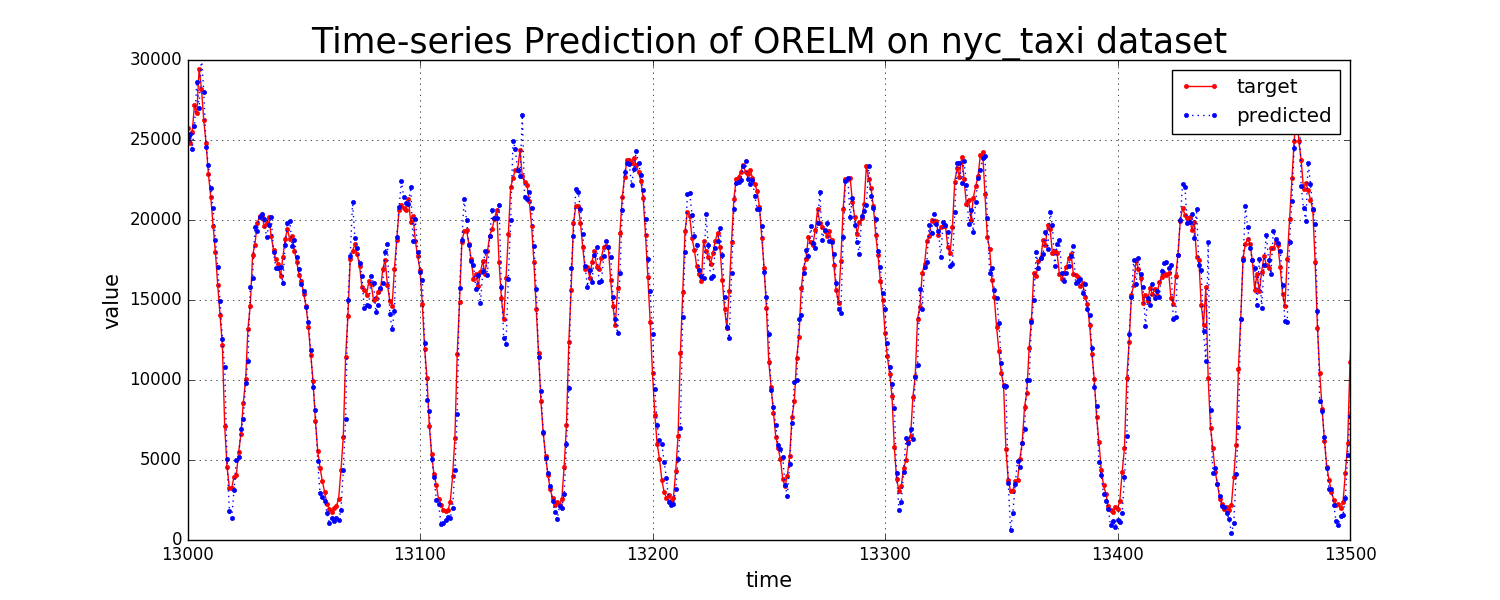 Time-series Prediction of ORELM on nyc_taxi dataset
target
predicted
30000
25000
20000
15000
10000
5000
0
value
13000 13100 13200 13300 13400 13500
time